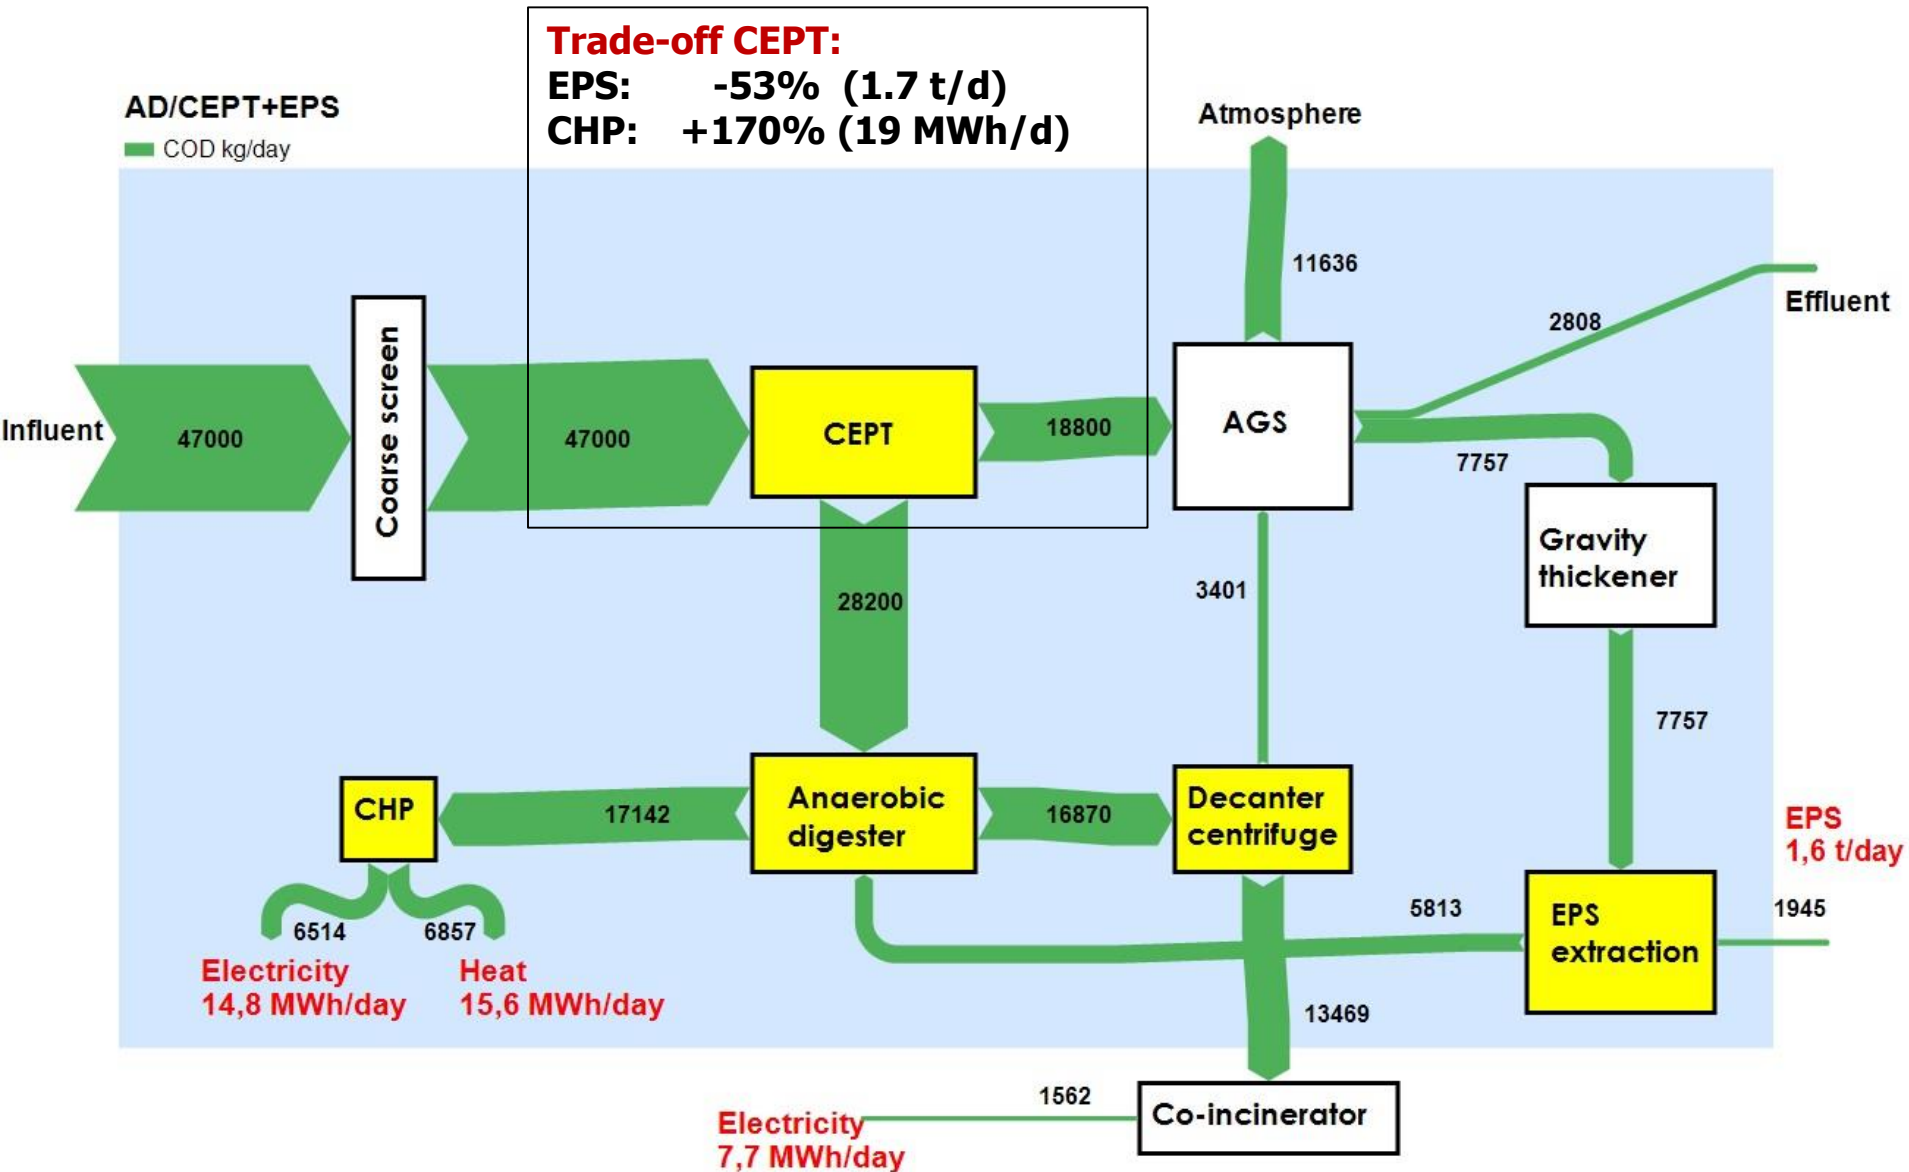 Trade-off CEPT:
EPS: -53% (1.7 t/d)
CHP: +170% (19 MWh/d)
AD/CEPT+EPS
COD kg/day
Atmosphere
11636
2808
Effluent
Influent
47000
Coarse screen
47000
CEPT
18800
AGS
7757
Gravity
thickener
28200
3401
7757
CHP
17142
Anaerobic
digester
16870
Decanter
centrifuge
EPS
1,6 t/day
6514
6857
Electricity
14,8 MWh/day
Heat
15,6 MWh/day
5813
EPS
extraction
1945
13469
1562
Co-incinerator
Electricity
7,7 MWh/day